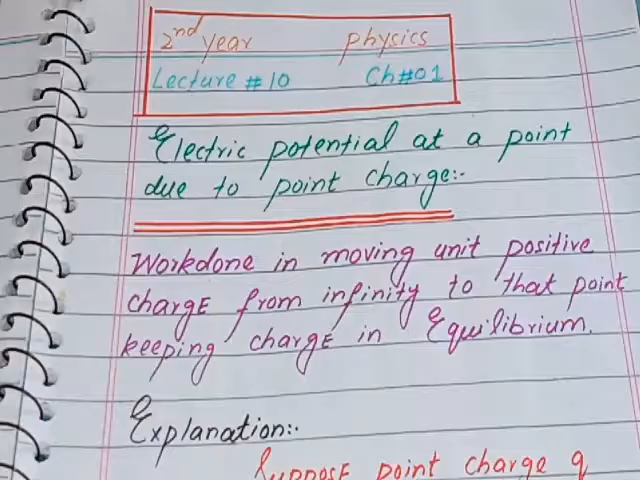 2nd year physics
Lecture #10 Ch#01
Electric potential at a point
due to point charge:-
Workdone in moving unit positive
chargE from infinity to that point
keeping chargE in Equilibrium.
Explanation:-
SupposE point charge q